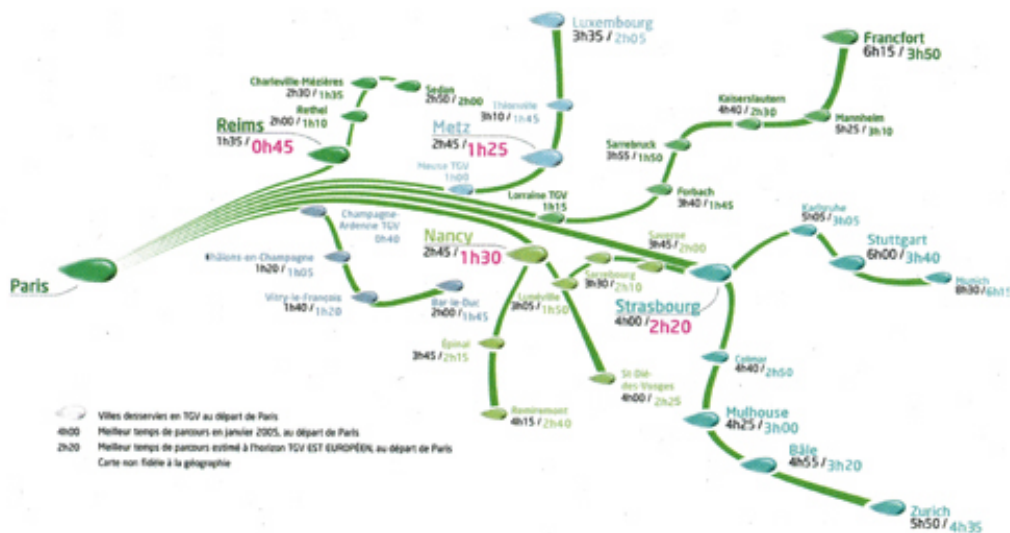 Luxembourg
3h35 / 2h05
Francfort
6h15 / 3h50
Charleville-Mézières
2h30 / 1h35
Sedan
2h50 / 2h00
Rethel
2h00 / 1h10
Reims
1h35 / 0h45
Thionville
3h10 / 1h45
Metz
2h45 / 1h25
Meuse TGV
1h00
Kaiserslautern
4h40 / 2h30
Mannheim
5h25 / 3h10
Sarrebruck
3h55 / 1h50
Forbach
3h40 / 1h45
Lorraine TGV
1h15
Karlsruhe
5h05 / 3h05
Stuttgart
6h00 / 3h40
Munich
8h30 / 6h15
Champagne-
Ardenne TGV
0h40
Châlons-en-Champagne
1h20 / 1h05
Vitry-le-François
1h40 / 1h20
Bar-le-Duc
2h00 / 1h45
Nancy
2h45 / 1h30
Saverne
3h45 / 2h00
Sarrebourg
3h30 / 2h10
Lunéville
3h05 / 1h50
Strasbourg
4h00 / 2h20
Paris
Épinal
3h45 / 2h15
Remiremont
4h15 / 2h40
St-Dié-
des-Vosges
4h00 / 2h25
Colmar
4h40 / 2h50
Mulhouse
4h25 / 3h00
Bâle
4h55 / 3h20
Zurich
5h50 / 4h35
Villes desservies en TGV au départ de Paris
4h00 Meilleur temps de parcours en janvier 2005, au départ de Paris
2h20 Meilleur temps de parcours estimé à l'horizon TGV EST EUROPÉEN, au départ de Paris
Carte non fidèle à la géographie